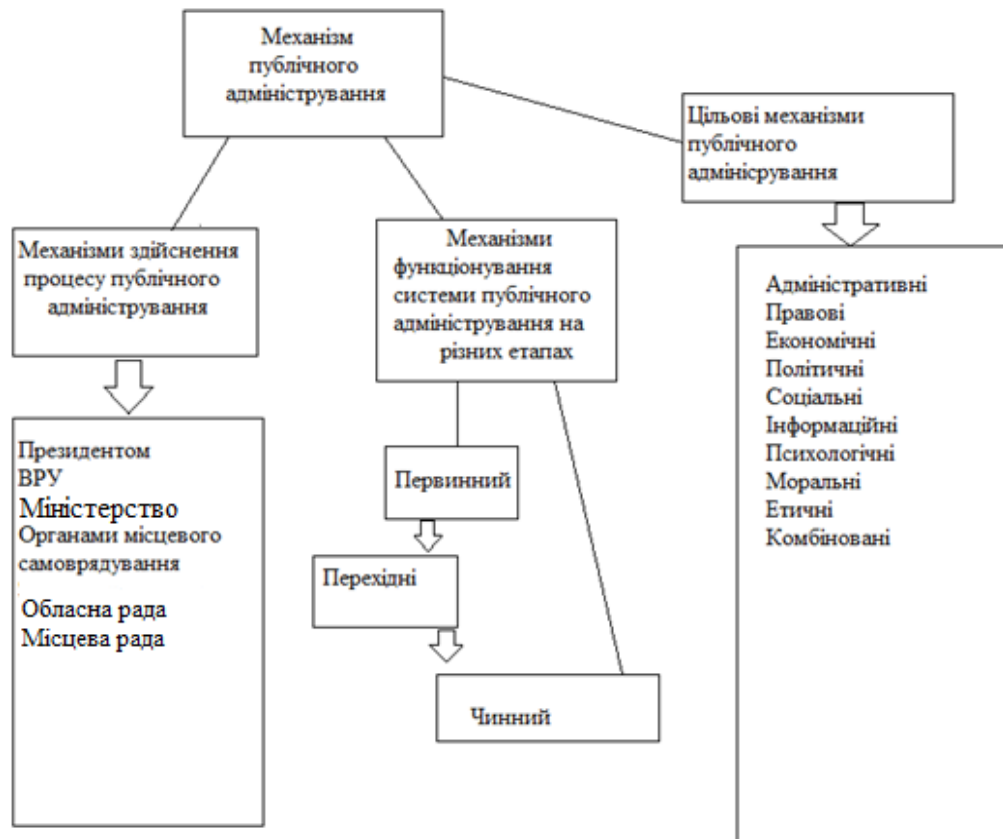 Механізм
публічного
адміністрування
Цільові механізми
публічного
адмінісрування
Механізми здійснення
процесу публічного
адміністрування
Механізми
функціонування
системи публічного
адміністрування на
різних етапах
Адміністративні
Правові
Економічні
Політичні
Соціальні
Інформаційні
Психологічні
Моральні
Етичні
Комбіновані
Президентом
ВРУ
Міністерство
Органами місцевого
самоврядування
Обласна рада
Місцева рада
Первинний
Перехідні
Чинний